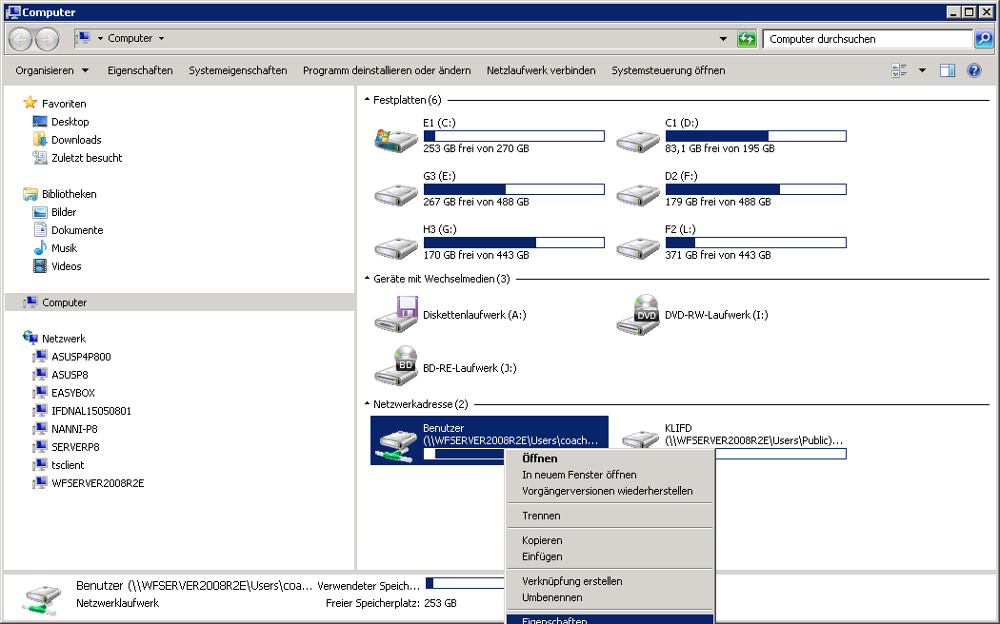 Computer
Computer
Computer durchsuchen
Organisieren Eigenschaften Systemeigenschaften Programm deinstallieren oder ändern Netzlaufwerk verbinden Systemsteuerung öffnen
Favoriten
Desktop
Downloads
Zuletzt besucht
Bibliotheken
Bilder
Dokumente
Musik
Videos
Computer
Netzwerk
ASUSP4P800
ASUSP8
EASYBOX
IFDNAL15050801
NANNI-P8
SERVERP8
tsclient
WFSERVER2008R2E
Festplatten (6)
E1 (C:)
253 GB frei von 270 GB
C1 (D:)
83,1 GB frei von 195 GB
G3 (E:)
267 GB frei von 488 GB
D2 (F:)
179 GB frei von 488 GB
H3 (G:)
170 GB frei von 443 GB
F2 (L:)
371 GB frei von 443 GB
Geräte mit Wechselmedien (3)
Diskettenlaufwerk (A:)
DVD
DVD-RW-Laufwerk (I:)
BD
BD-RE-Laufwerk (J:)
Netzwerkadresse (2)
Benutzer
(\\WFSERVER2008R2E\Users\coach...
KLIFD
(\\WFSERVER2008R2E\Users\Public)...
Öffnen
In neuem Fenster öffnen
Vorgängerversionen wiederherstellen
Trennen
Kopieren
Einfügen
Verknüpfung erstellen
Umbenennen
Eigenschaften
Benutzer (\\WFSERVER2008R2E\Users\coa... Verwendeter Speich...
Netzwerklaufwerk Freier Speicherplatz: 253 GB